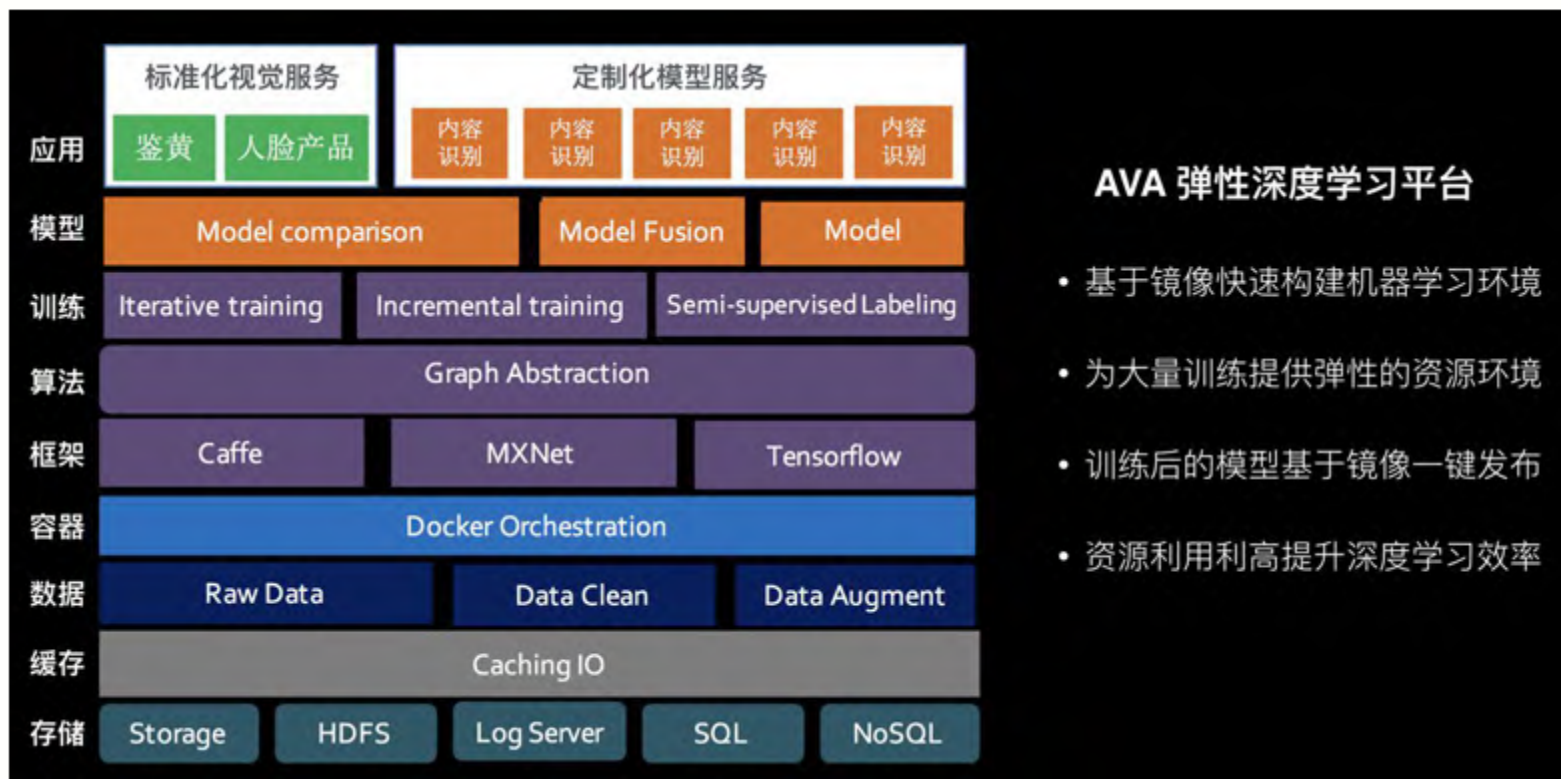 标准化视觉服务
定制化模型服务
应用
鉴黄
人脸产品
内容
识别
内容
识别
内容
识别
内容
识别
内容
识别
模型
Model comparison
Model Fusion
Model
训练
Iterative training
Incremental training
Semi-supervised Labeling
算法
Graph Abstraction
框架
Caffe
MXNet
Tensorflow
容器
Docker Orchestration
数据
Raw Data
Data Clean
Data Augment
缓存
Caching IO
存储
Storage
HDFS
Log Server
SQL
NoSQL
AVA 弹性深度学习平台
• 基于镜像快速构建机器学习环境
• 为大量训练提供弹性的资源环境
• 训练后的模型基于镜像一键发布
• 资源利用利高提升深度学习效率